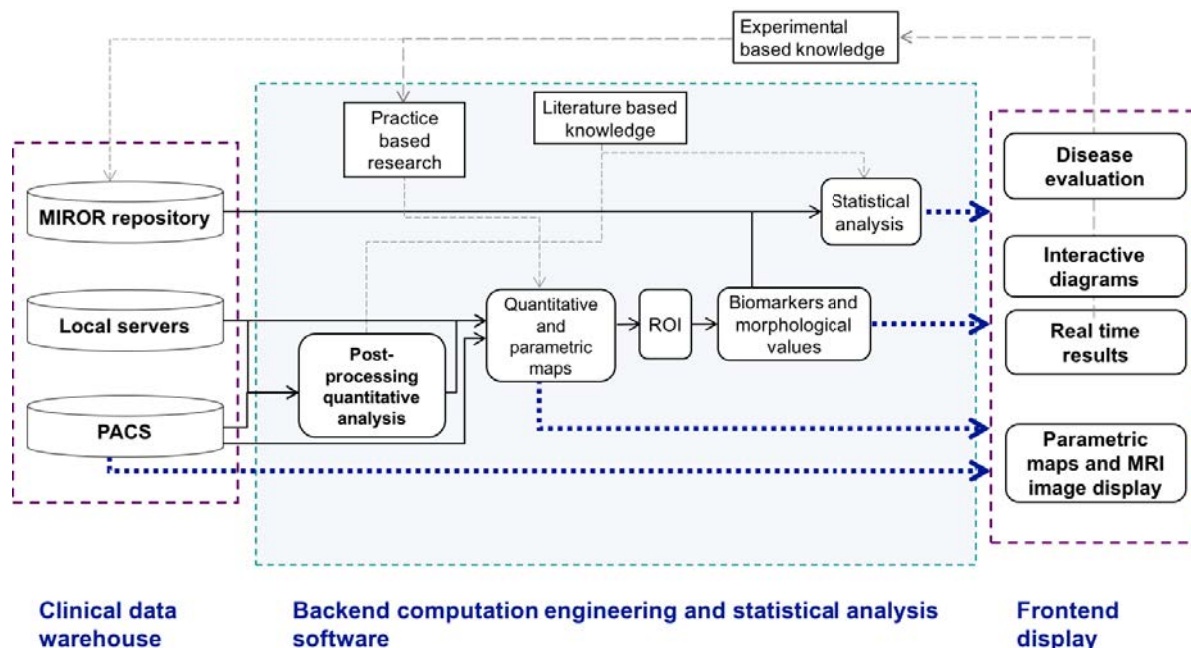 Experimental
based knowledge
Practice
based
research
Literature based
knowledge
MIROR repository
Local servers
PACS
Post-
processing
quantitative
analysis
Quantitative
and
parametric
maps
ROI
Biomarkers and
morphological
values
Statistical
analysis
Disease
evaluation
Interactive
diagrams
Real time
results
Parametric
maps and MRI
image display
Clinical data
warehouse
Backend computation engineering and statistical analysis
software
Frontend
display